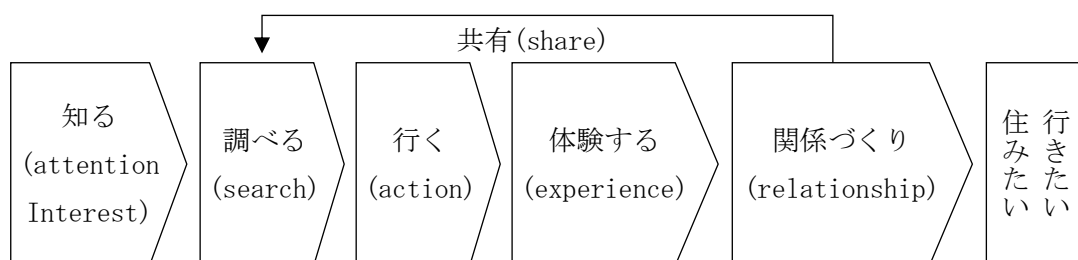 共有(share)
知る
(attention
Interest)
調べる
(search)
行く
(action)
体験する
(experience)
関係づくり
(relationship)
行きたい
住みたい